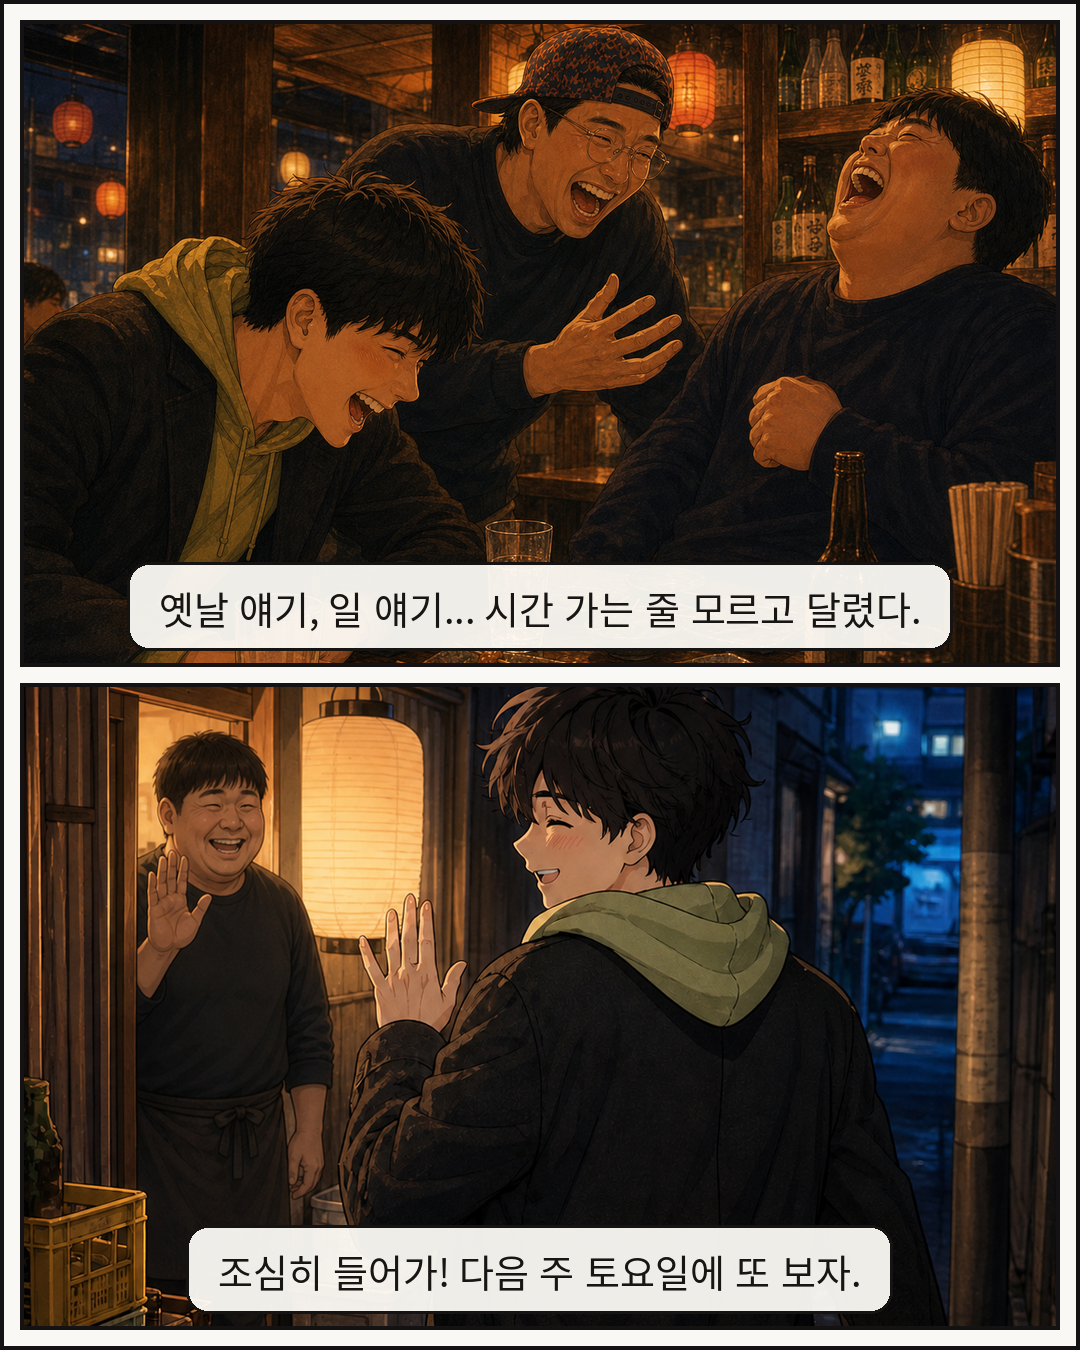 옛날 얘기, 일 얘기... 시간 가는 줄 모르고 달렸다.
조심히 들어가! 다음 주 토요일에 또 보자.